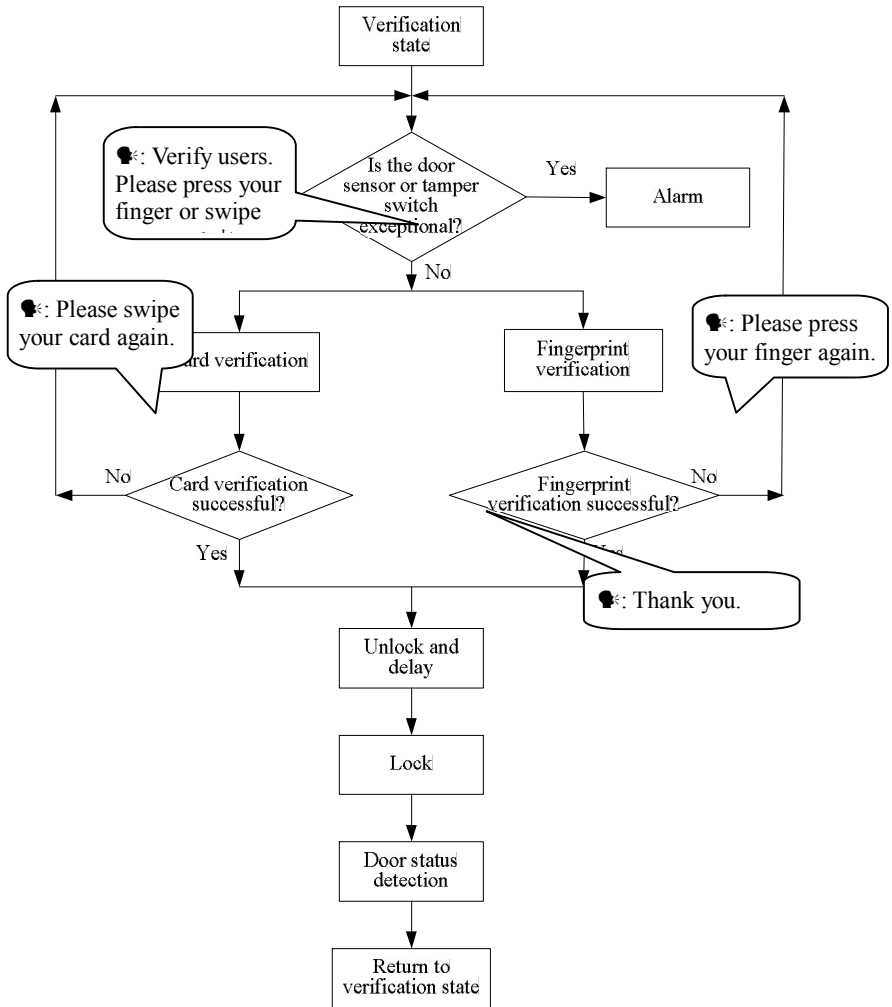 Verification
state
🗣: Verify users.
Please press your
finger or swipe
Is the door
sensor or tamper
switch
exceptional?
Yes
Alarm
No
🗣: Please swipe
your card again.
ard verification
Fingerprint
verification
🗣: Please press
your finger again.
No
Card verification
successful?
Fingerprint
verification successful?
No
Yes
Yes
🗣: Thank you.
Unlock and
delay
Lock
Door status
detection
Return to
verification state